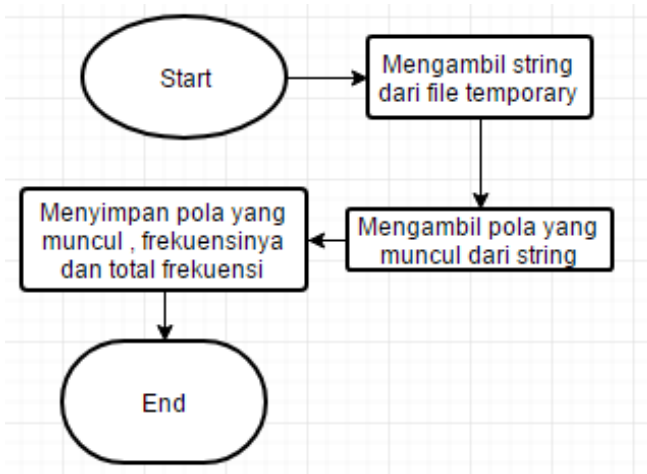 Start
Mengambil string
dari file temporary
Mengambil pola yang
muncul dari string
Menyimpan pola yang
muncul , frekuensinya
dan total frekuensi
End